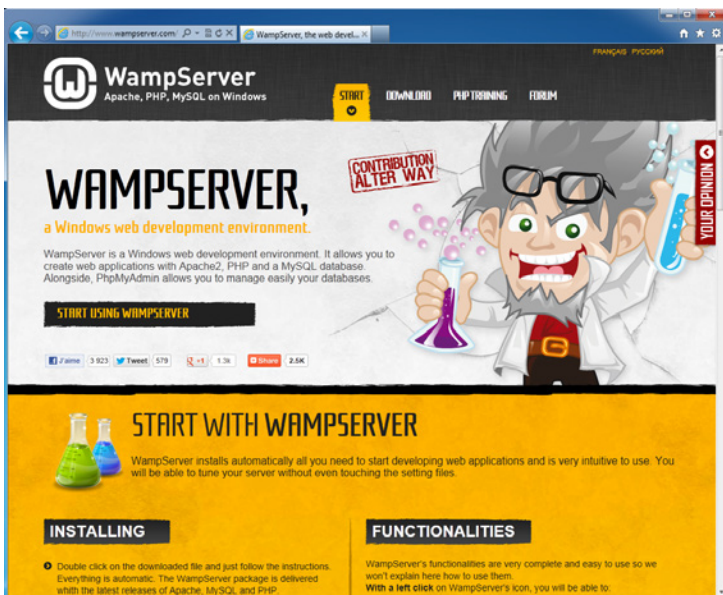 http://www.wampserver.com/
WampServer, the web devel...
FRANÇAIS РУССКИЙ
WampServer
Apache, PHP, MySQL on Windows
START DOWNLOAD PHP TRAINING FORUM
CONTRIBUTION
ALTER WAY
YOUR OPINION
WAMPSERVER,
a Windows web development environment.
WampServer is a Windows web development environment. It allows you to
create web applications with Apache2, PHP and a MySQL database.
Alongside, PhpMyAdmin allows you to manage easily your databases.
START USING WAMPSERVER
J'aime 3 923 Tweet 579 +1 1.3k Share 2.5K
START WITH WAMPSERVER
WampServer installs automatically all you need to start developing web applications and is very intuitive to use. You
will be able to tune your server without even touching the setting files.
INSTALLING
Double click on the downloaded file and just follow the instructions.
Everything is automatic. The WampServer package is delivered
whith the latest releases of Apache, MySQL and PHP.
FUNCTIONALITIES
WampServer's functionalities are very complete and easy to use so we
won't explain here how to use them.
With a left click on WampServer's icon, you will be able to: